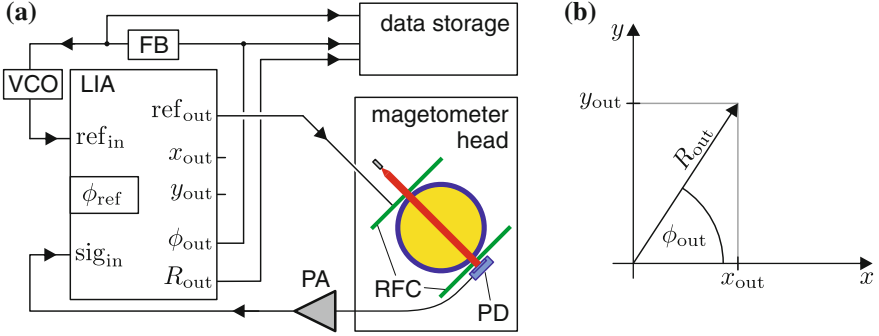 (a)
FB
data storage
VCO
LIA
ref_out
ref_in
x_out
y_out
ϕ_ref
ϕ_out
sig_in
R_out
magetometer
head
PA
RFC
PD
(b)
y
y_out
R_out
ϕ_out
x_out
x